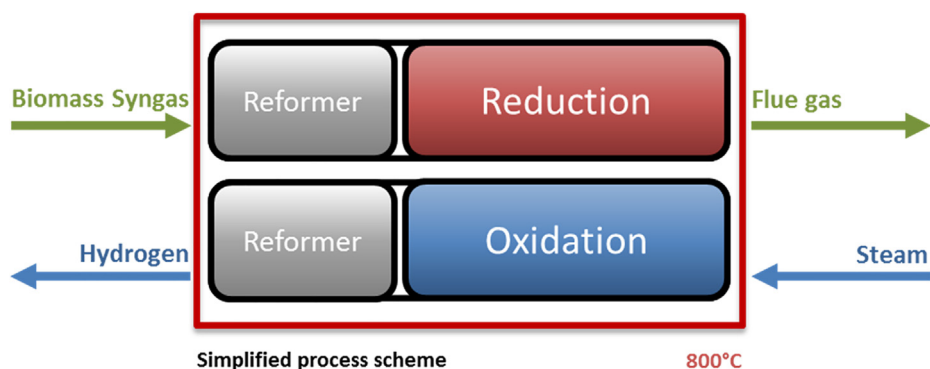 Biomass Syngas
Reformer
Reduction
Flue gas
Hydrogen
Reformer
Oxidation
Steam
Simplified process scheme
800°C